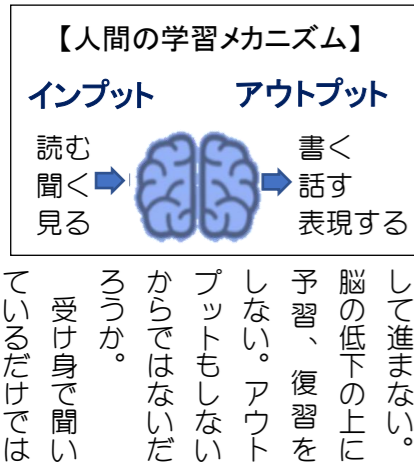 【人間の学習メカニズム】
インプット
アウトプット
読む
聞く
見る
書く
話す
表現する
して進まない。
脳の低下の上に
予習、復習を
しない。アウト
プットもしない
からではないだ
ろうか。
受け身で聞い
ているだけでは